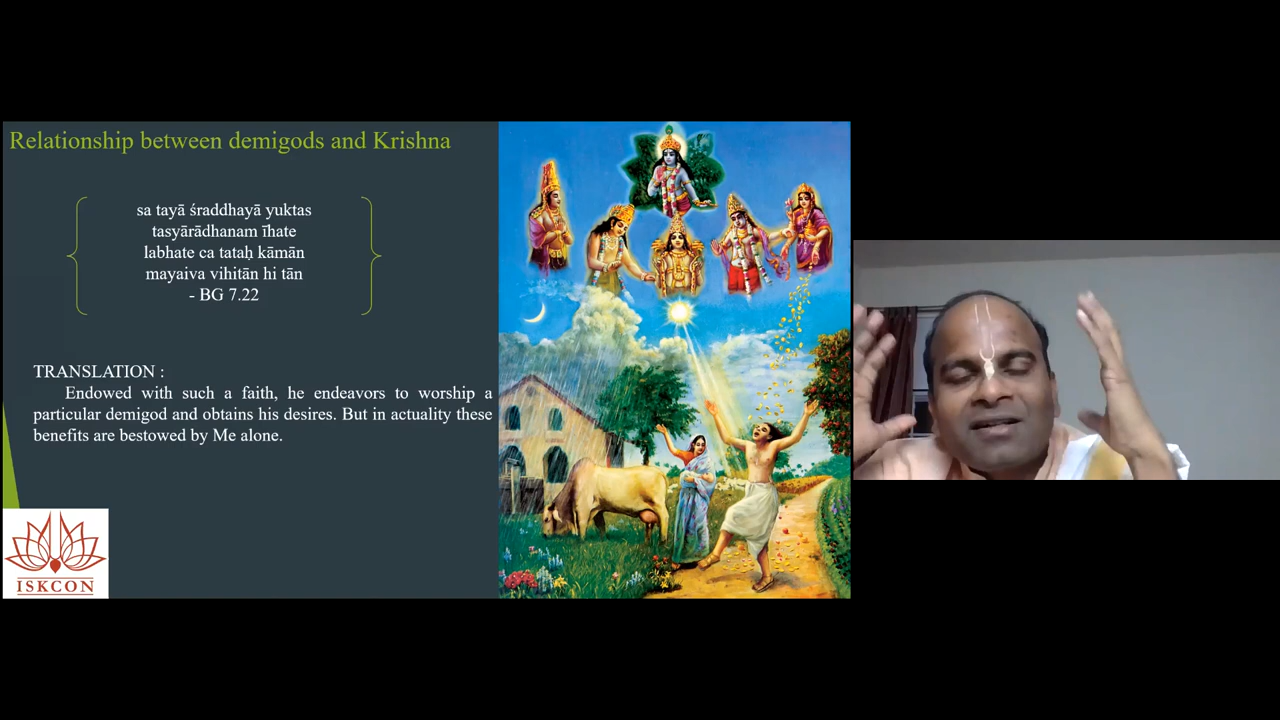 Relationship between demigods and Krishna
sa tayā śraddhayā yuktas
tasyārādhanam īhate
labhate ca tataḥ kāmān
mayaiva vihitān hi tān
- BG 7.22
TRANSLATION :
Endowed with such a faith, he endeavors to worship a
particular demigod and obtains his desires. But in actuality these
benefits are bestowed by Me alone.
ISKCON